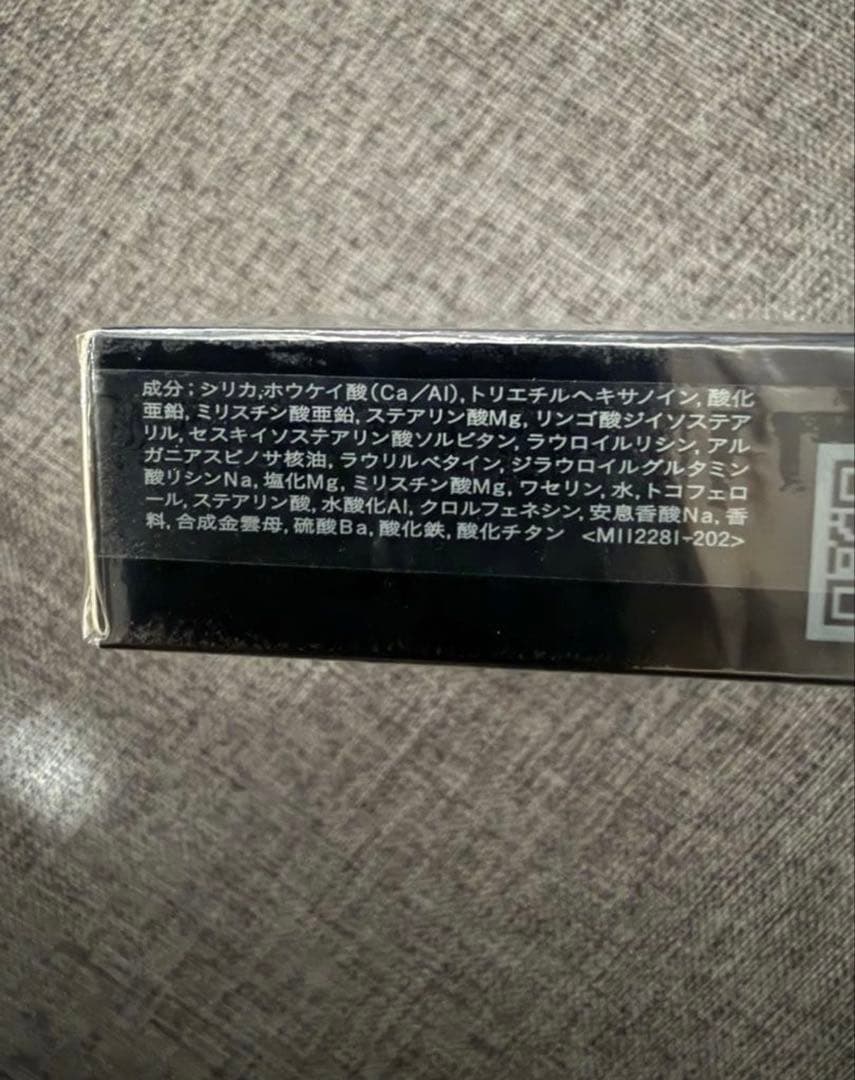 成分；シリカ,ホウケイ酸(Ca／Al),トリエチルヘキサノイン,酸化
亜鉛,ミリスチン酸亜鉛,ステアリン酸Mg,リンゴ酸ジイソステア
リル,セスキイソステアリン酸ソルビタン,ラウロイルリシン,アル
ガニアスピノサ核油,ラウリルベタイン,ジラウロイルグルタミン
酸リシンNa,塩化Mg,ミリスチン酸Mg,ワセリン,水,トコフェロ
ール,ステアリン酸,水酸化Al,クロルフェネシン,安息香酸Na,香
料,合成金雲母,硫酸Ba,酸化鉄,酸化チタン <MI12281-202>